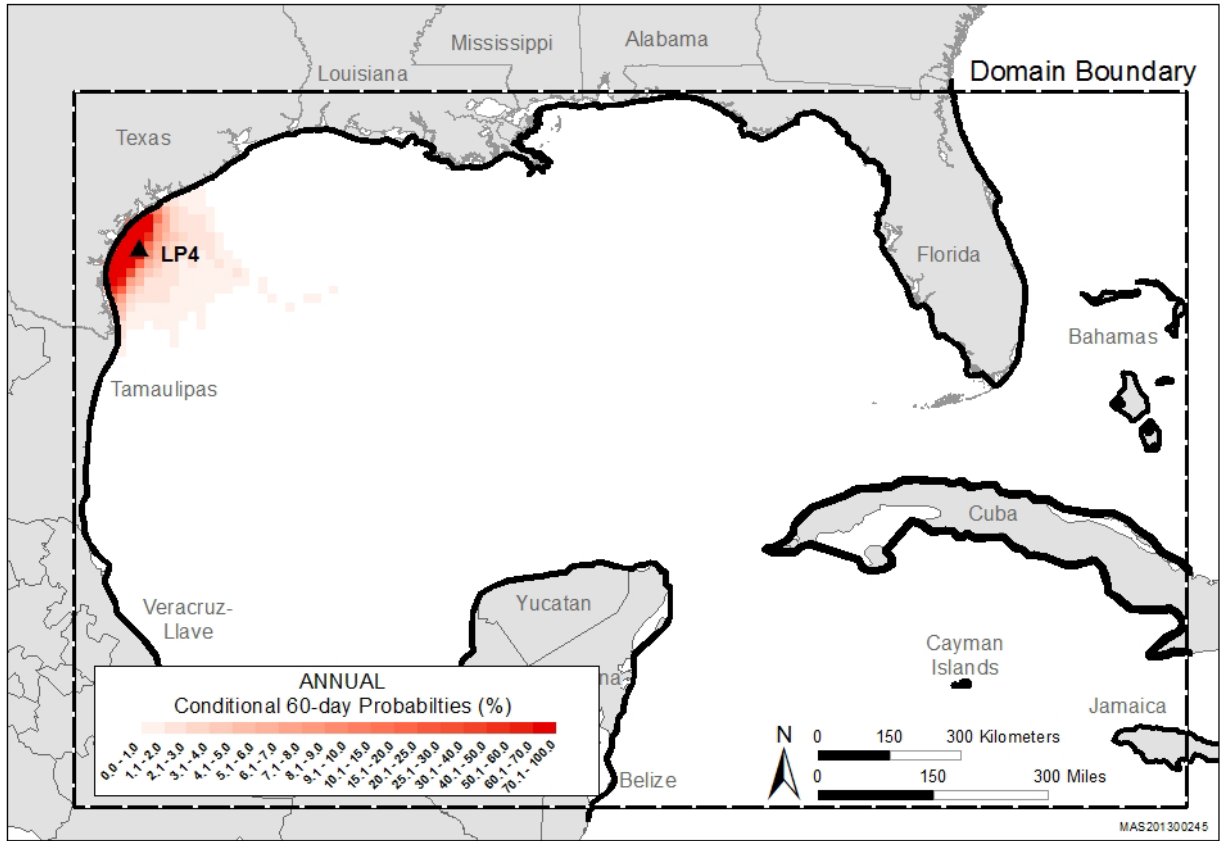 Mississippi
Alabama
Louisiana
Domain Boundary
Texas
LP4
Florida
Bahamas
Tamaulipas
Cuba
Yucatan
Veracruz-
Llave
Cayman
Islands
ANNUAL
Conditional 60-day Probabilties (%)
0.0 - 1.0
1.1 - 2.0
2.1 - 3.0
3.1 - 4.0
4.1 - 5.0
5.1 - 6.0
6.1 - 7.0
7.1 - 8.0
8.1 - 9.0
9.1 - 10.0
10.1 - 15.0
15.1 - 20.0
20.1 - 25.0
25.1 - 30.0
30.1 - 40.0
40.1 - 50.0
50.1 - 60.0
60.1 - 70.0
70.1 - 100.0
na
Jamaica
N
0 150 300 Kilometers
0 150 300 Miles
Belize
MAS201300245